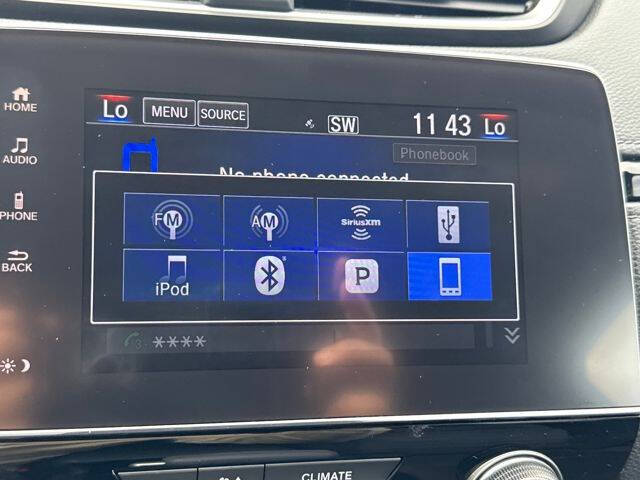 HOME
AUDIO
PHONE
BACK
Lo MENU SOURCE SW 11 43 Lo
Phonebook
No phone connected
FM AM SiriusXM
iPod P
3 ****
CLIMATE